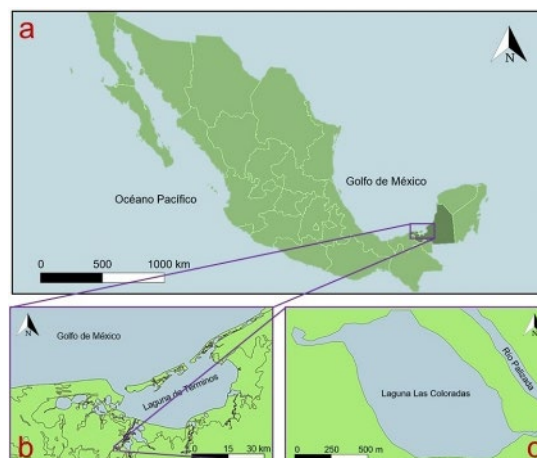 a
N
Golfo de México
Océano Pacífico
0 500 1000 km
Golfo de México
Laguna de Términos
0 15 30 km
b
Río Palizada
Laguna Las Coloradas
0 250 500 m
c